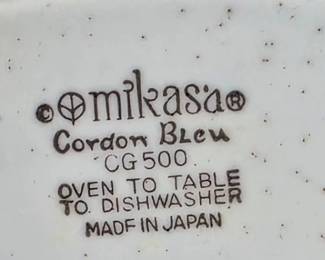 © mikasa ®
Cordon Bleu
CG500
OVEN TO TABLE
TO DISHWASHER
MADE IN JAPAN